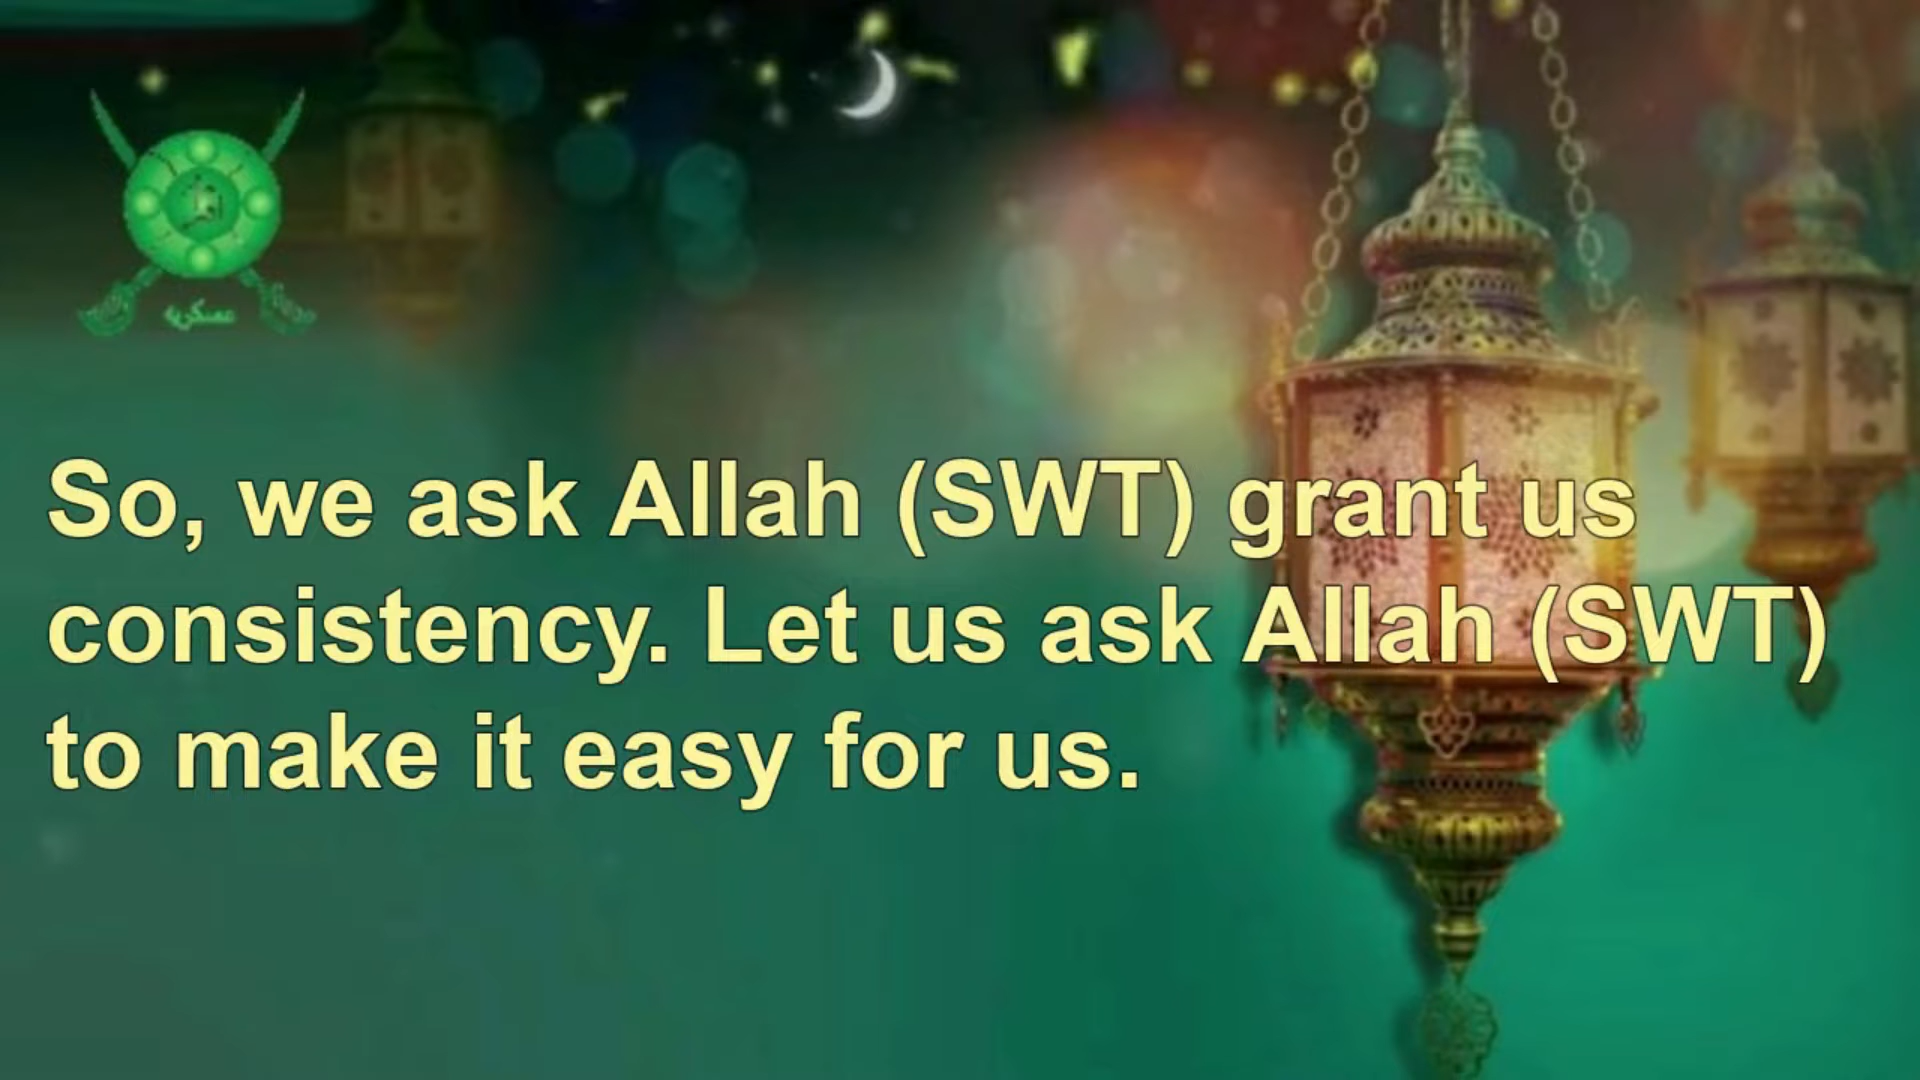 عسكريه
So, we ask Allah (SWT) grant us
consistency. Let us ask Allah (SWT)
to make it easy for us.